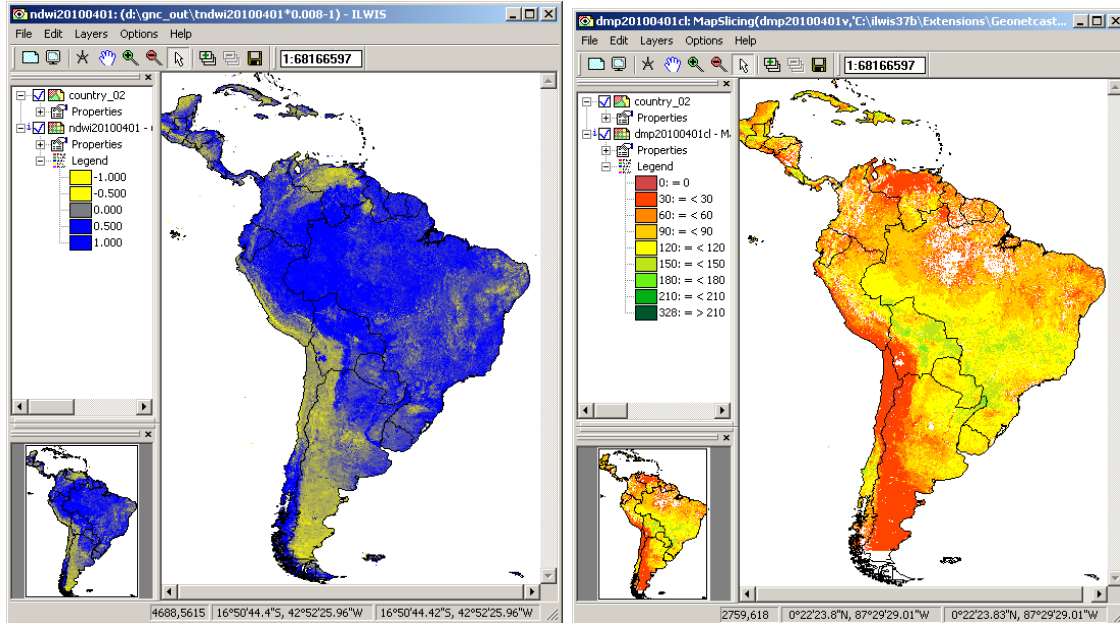 ndwi20100401: (d:\gnc_out\tndwi20100401*0.008-1) - ILWIS
File Edit Layers Options Help
1:68166597
country_02
Properties
ndwi20100401 -
Properties
Legend
-1.000
-0.500
0.000
0.500
1.000
4688,5615 16°50'44.4"S, 42°52'25.96"W 16°50'44.42"S, 42°52'25.96"W
dmp20100401cl: MapSlicing(dmp20100401v,'C:\ilwis37b\Extensions\Geonetcast...
File Edit Layers Options Help
1:68166597
country_02
Properties
dmp20100401cl - M
Properties
Legend
0: = 0
30: = < 30
60: = < 60
90: = < 90
120: = < 120
150: = < 150
180: = < 180
210: = < 210
328: = > 210
2759,618 0°22'23.8"N, 87°29'29.01"W 0°22'23.83"N, 87°29'29.01"W